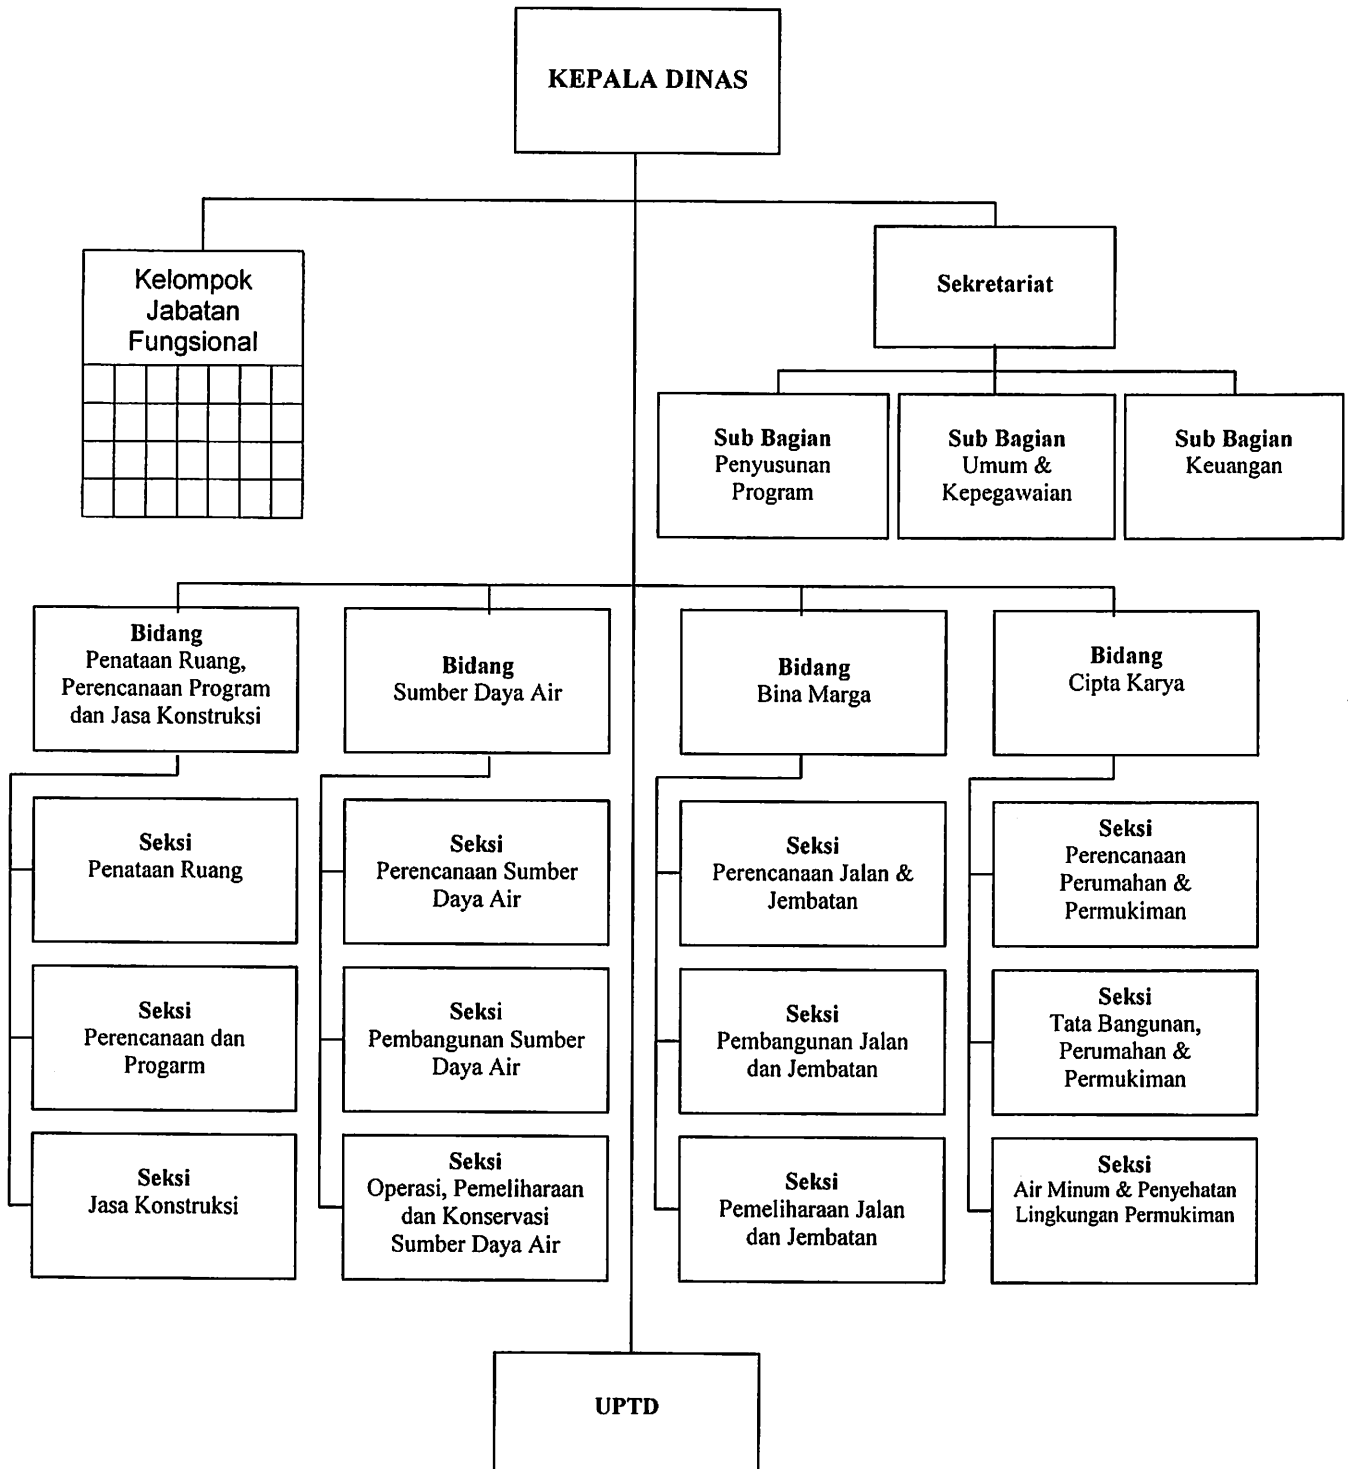 KEPALA DINAS
Kelompok
Jabatan
Fungsional
Sekretariat
Sub Bagian
Penyusunan
Program
Sub Bagian
Umum &
Kepegawaian
Sub Bagian
Keuangan
Bidang
Penataan Ruang,
Perencanaan Program
dan Jasa Konstruksi
Bidang
Sumber Daya Air
Bidang
Bina Marga
Bidang
Cipta Karya
Seksi
Penataan Ruang
Seksi
Perencanaan Sumber
Daya Air
Seksi
Perencanaan Jalan &
Jembatan
Seksi
Perencanaan
Perumahan &
Permukiman
Seksi
Perencanaan dan
Progarm
Seksi
Pembangunan Sumber
Daya Air
Seksi
Pembangunan Jalan
dan Jembatan
Seksi
Tata Bangunan,
Perumahan &
Permukiman
Seksi
Jasa Konstruksi
Seksi
Operasi, Pemeliharaan
dan Konservasi
Sumber Daya Air
Seksi
Pemeliharaan Jalan
dan Jembatan
Seksi
Air Minum & Penyehatan
Lingkungan Permukiman
UPTD